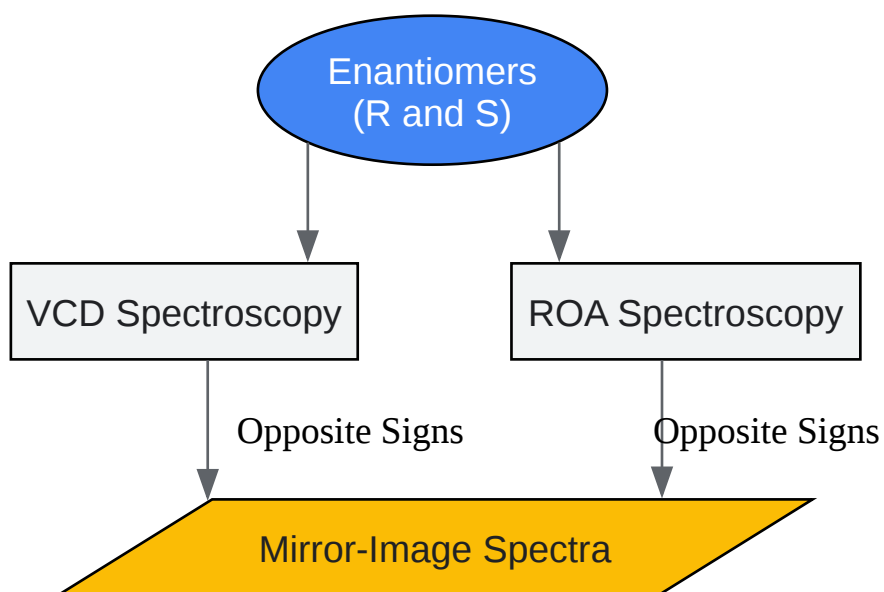 Enantiomers
(R and S)
VCD Spectroscopy
ROA Spectroscopy
Opposite Signs
Opposite Signs
Mirror-Image Spectra